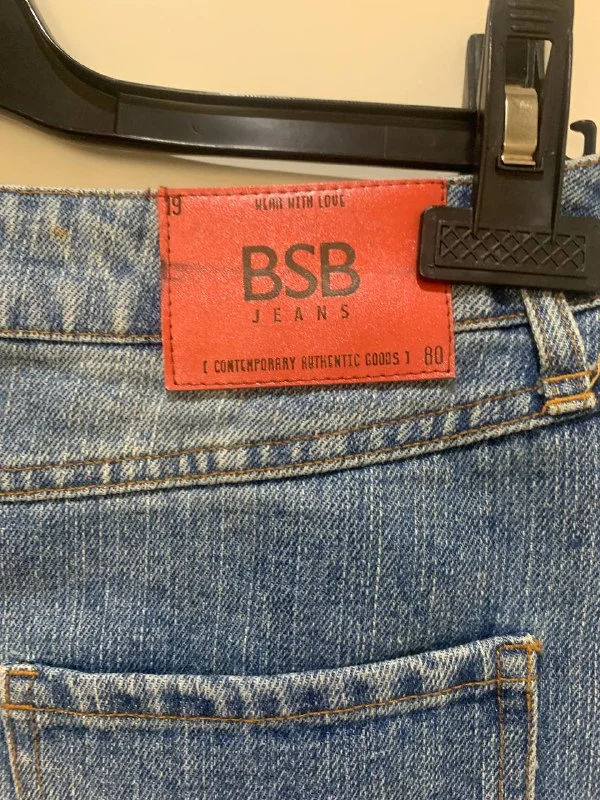 19 WEAR WITH LOVE
BSB
JEANS
[ CONTEMPORARY AUTHENTIC GOODS ] 80